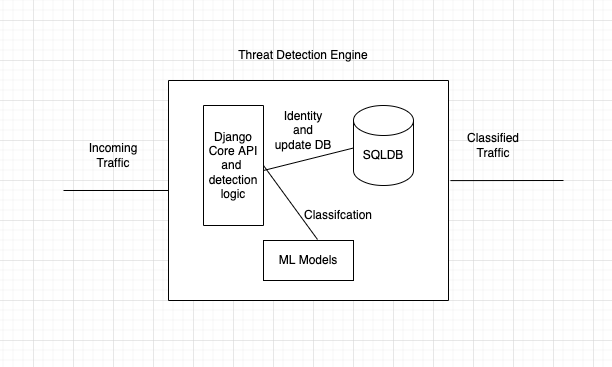 Threat Detection Engine
Incoming
Traffic
Django
Core API
and
detection
logic
Identity
and
update DB
SQLDB
Classifcation
ML Models
Classified
Traffic